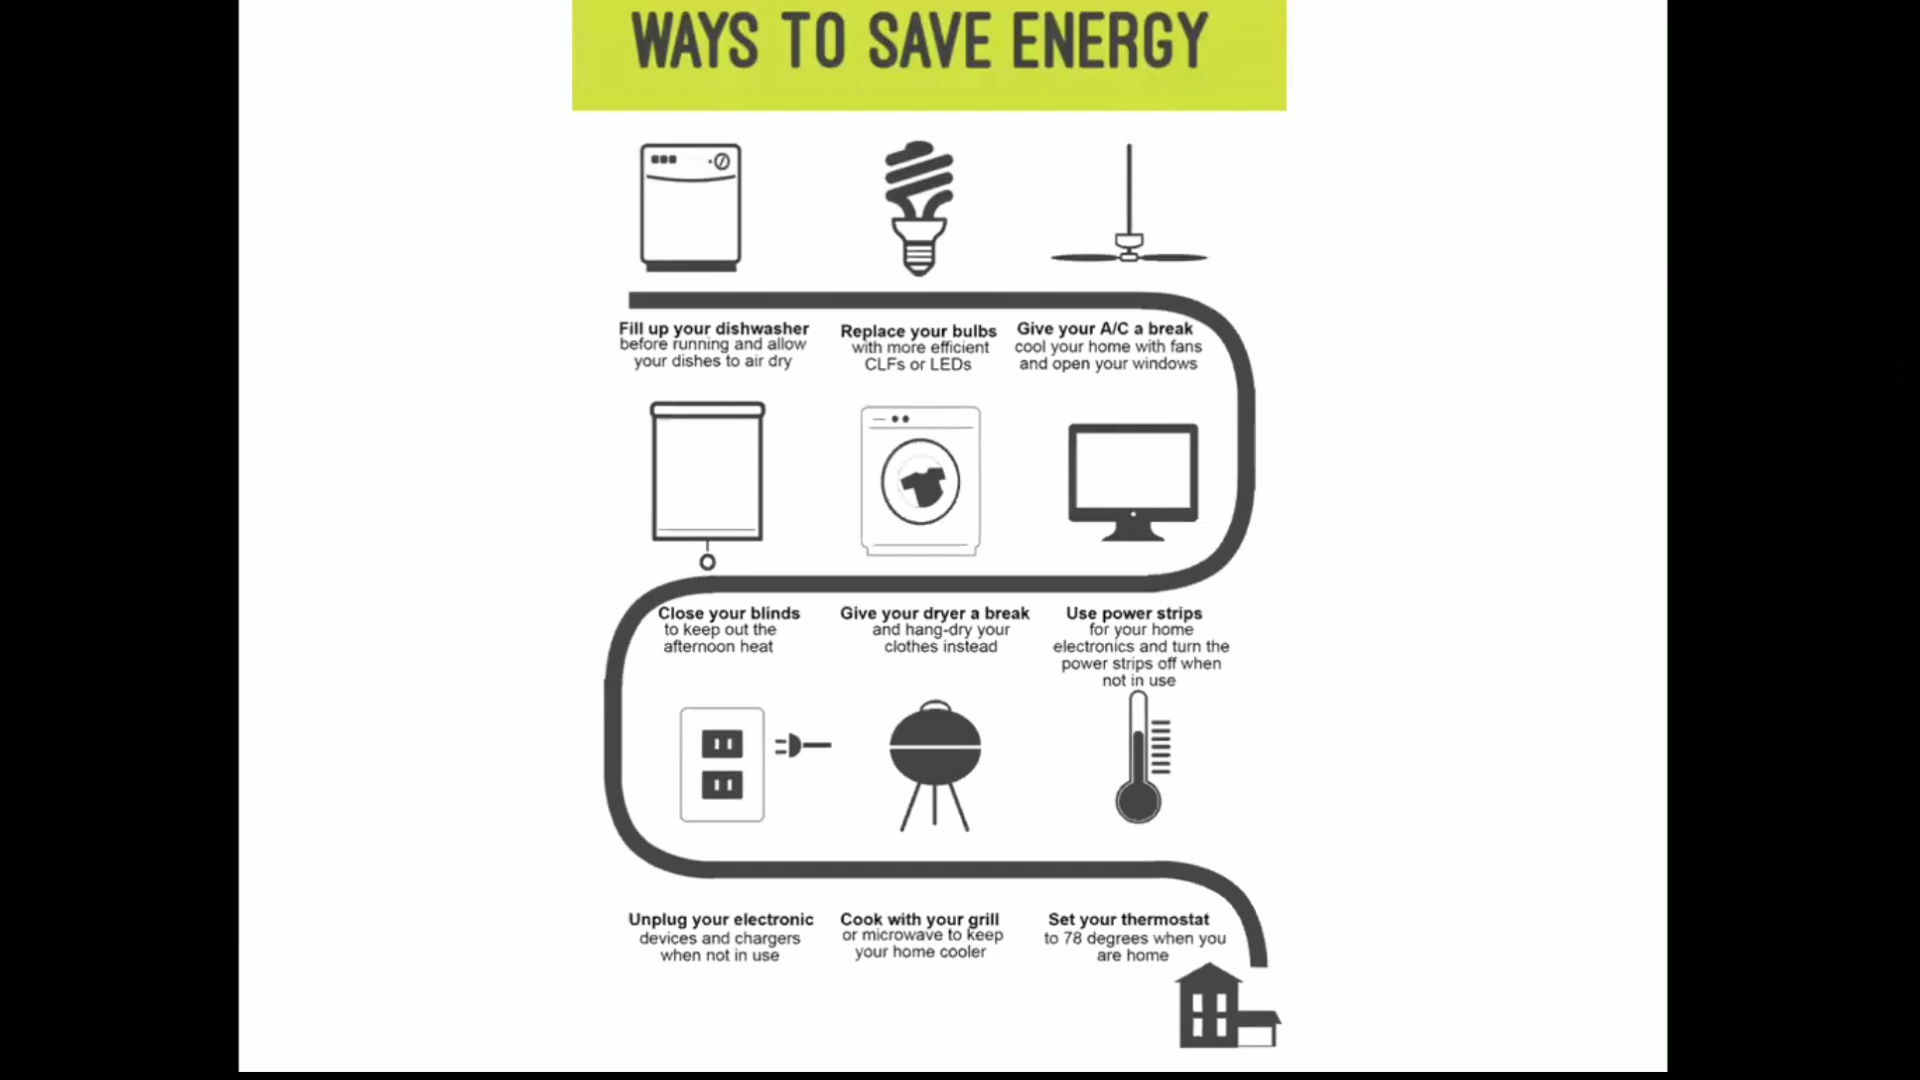 WAYS TO SAVE ENERGY
Fill up your dishwasher
before running and allow
your dishes to air dry
Replace your bulbs
with more efficient
CLFs or LEDs
Give your A/C a break
cool your home with fans
and open your windows
Close your blinds
to keep out the
afternoon heat
Give your dryer a break
and hang-dry your
clothes instead
Use power strips
for your home
electronics and turn the
power strips off when
not in use
Unplug your electronic
devices and chargers
when not in use
Cook with your grill
or microwave to keep
your home cooler
Set your thermostat
to 78 degrees when you
are home